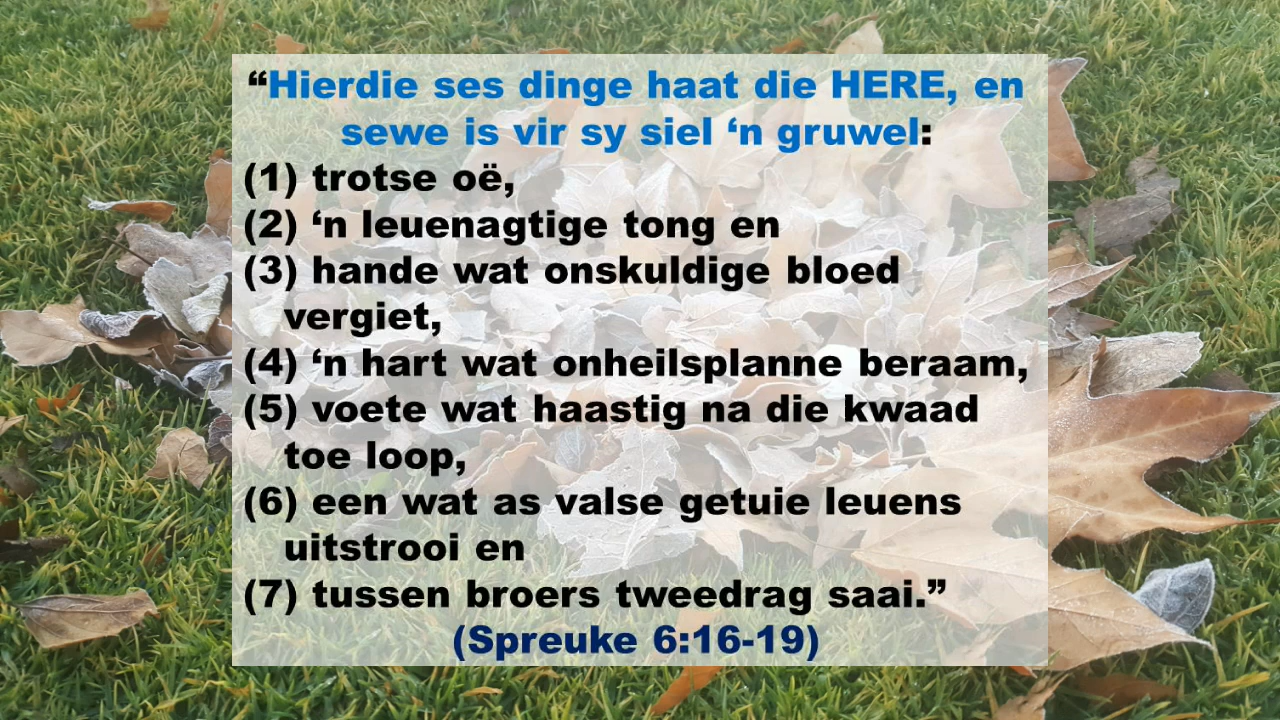 “Hierdie ses dinge haat die HERE, en
sewe is vir sy siel ‘n gruwel:
(1) trotse oë,
(2) ‘n leuenagtige tong en
(3) hande wat onskuldige bloed
vergiet,
(4) ‘n hart wat onheilsplanne beraam,
(5) voete wat haastig na die kwaad
toe loop,
(6) een wat as valse getuie leuens
uitstrooi en
(7) tussen broers tweedrag saai.”
(Spreuke 6:16-19)